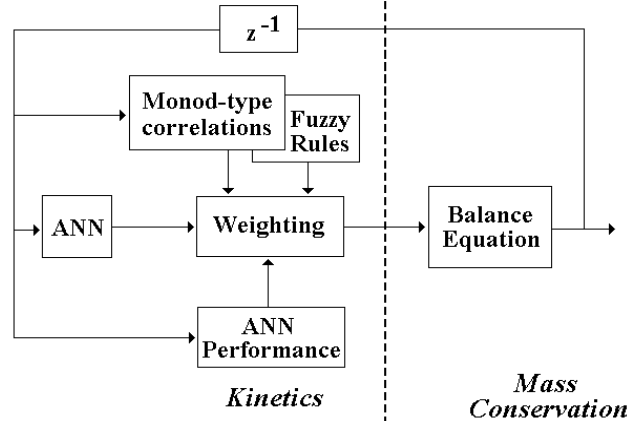 z⁻¹
Monod-type
correlations
Fuzzy
Rules
ANN
Weighting
Balance
Equation
ANN
Performance
Kinetics
Mass
Conservation